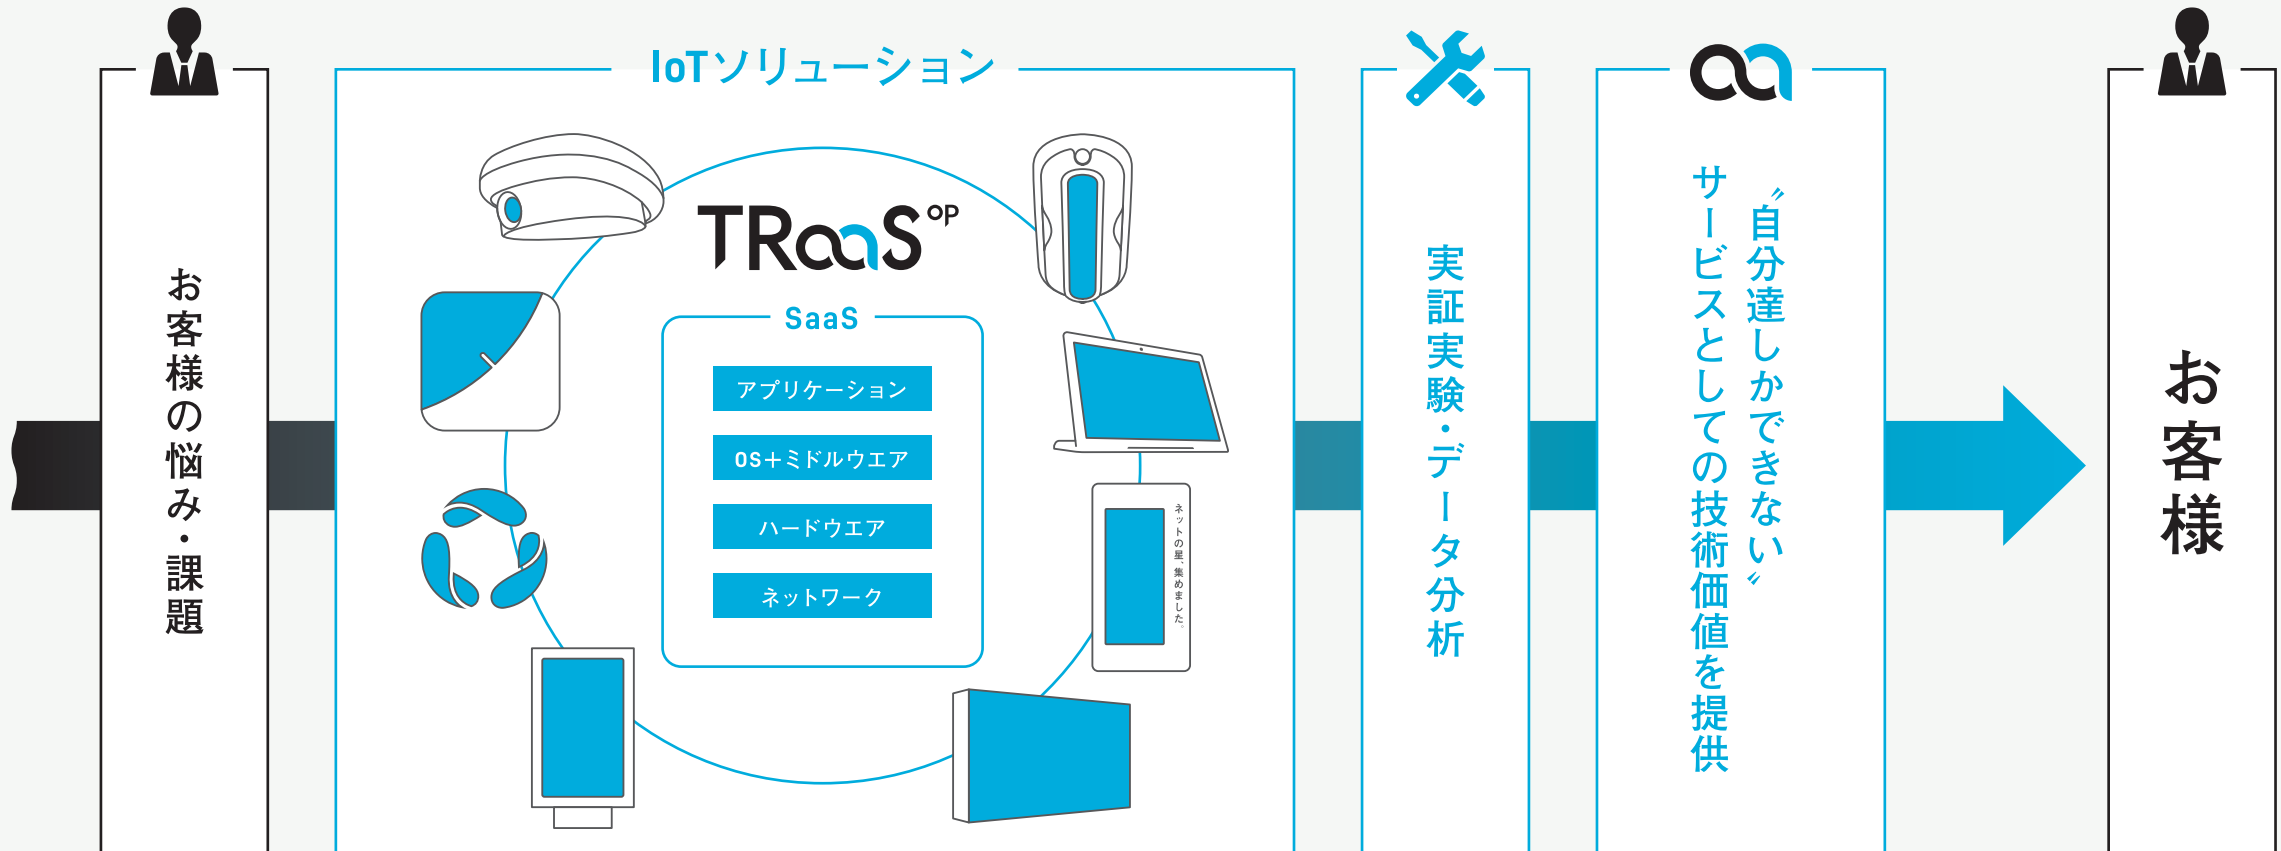 お客様の悩み・課題
IoTソリューション
TRaaS OP
SaaS
アプリケーション
OS+ミドルウエア
ハードウエア
ネットワーク
ネットの星、集めました。
実証実験・データ分析
〝自分達しかできない〟
サービスとしての技術価値を提供
お客様